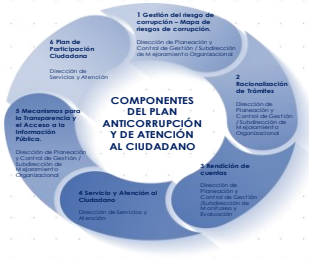 1 Gestión del riesgo de
corrupción – Mapa de
riesgos de corrupción.
Dirección de Planeación y
Control de Gestión / Subdirección
de Mejoramiento Organizacional
2
Racionalización
de Trámites
Dirección de
Planeación y
Control de Gestión
/Subdirección de
Mejoramiento
Organizacional
3 Rendición de
cuentas
Dirección de
Planeación y
Control de Gestión
/Subdirección de
Monitoreo y
Evaluación
4 Servicio y Atención al
Ciudadano
Dirección de Servicios y
Atención
5 Mecanismos para
la Transparencia y
el Acceso a la
Información
Pública.
Dirección de Planeación
y Control de Gestión /
Subdirección de
Mejoramiento
Organizacional
6 Plan de
Participación
Ciudadana
Dirección de
Servicios y Atención
COMPONENTES
DEL PLAN
ANTICORRUPCIÓN
Y DE ATENCIÓN
AL CIUDADANO